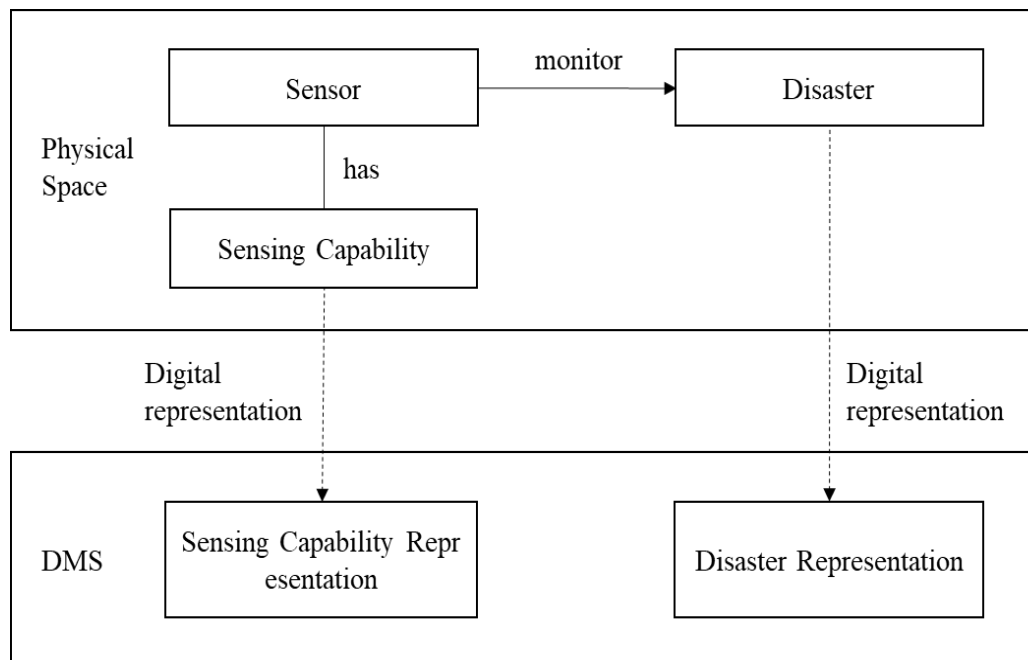 monitor
Sensor
Disaster
Physical
Space
has
Sensing Capability
Digital
representation
Digital
representation
Sensing Capability Repr
esentation
DMS
Disaster Representation